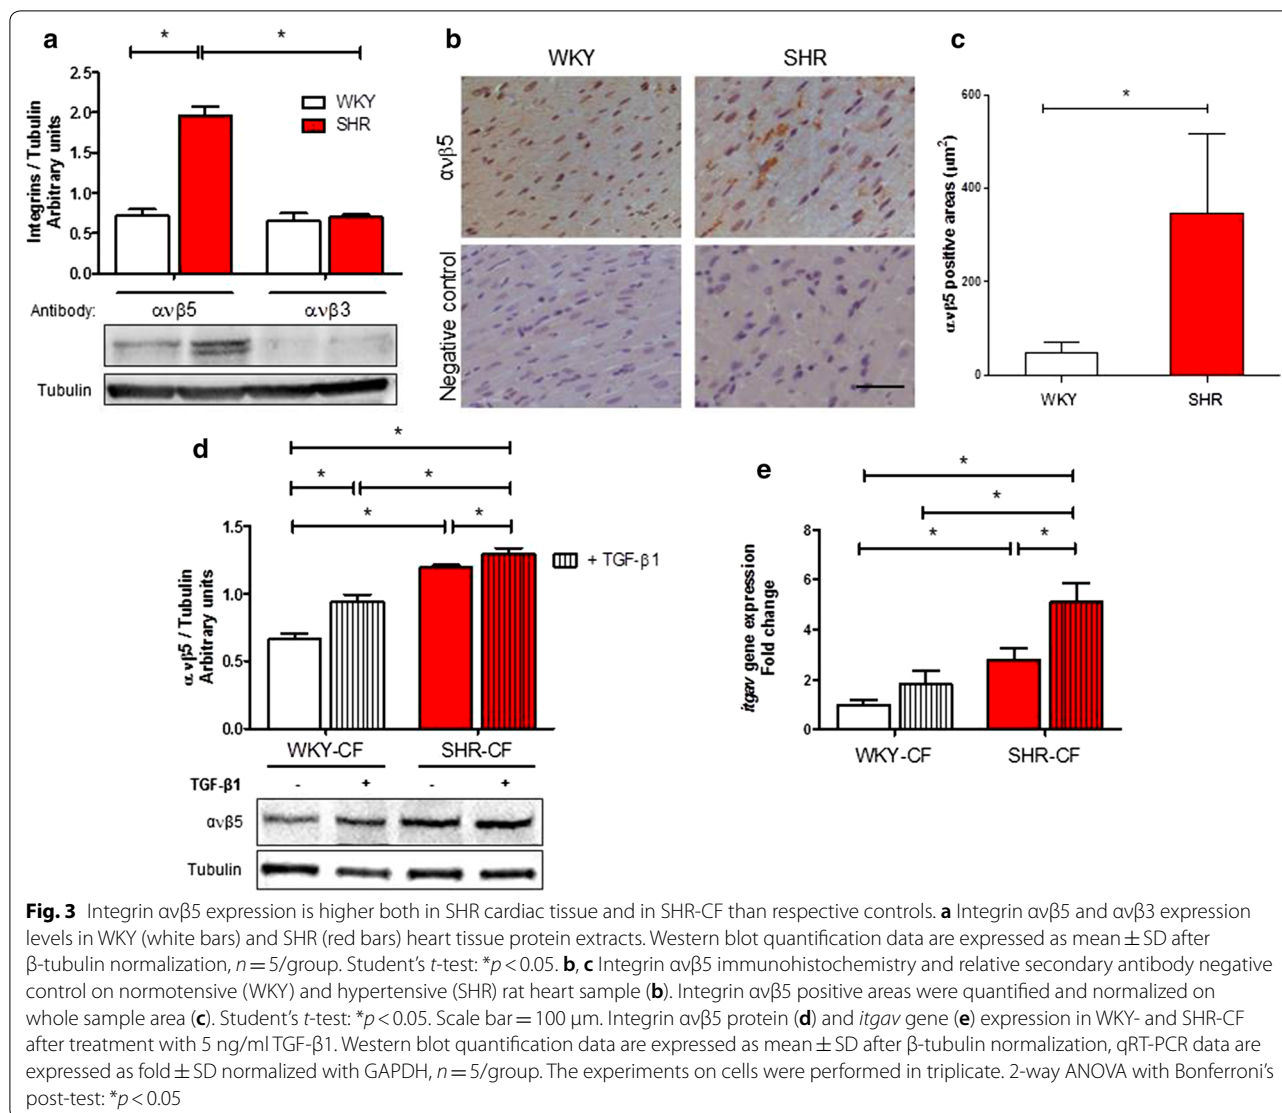 a
*
*
Integrins / Tubulin
Arbitrary units
2.5
2.0
1.5
1.0
0.5
0.0
WKY
SHR
Antibody: αvβ5 αvβ3
Tubulin
b
WKY SHR
αvβ5
Negative control
c
*
αvβ5 positive areas (µm²)
600
400
200
0
WKY SHR
d
*
* *
* *
αvβ5 / Tubulin
Arbitrary units
1.5
1.0
0.5
0.0
+ TGF-β1
WKY-CF SHR-CF
TGF-β1 - + - +
αvβ5
Tubulin
e
*
*
* *
itgav gene expression
Fold change
8
6
4
2
0
WKY-CF SHR-CF
Fig. 3 Integrin αvβ5 expression is higher both in SHR cardiac tissue and in SHR-CF than respective controls. a Integrin αvβ5 and αvβ3 expression
levels in WKY (white bars) and SHR (red bars) heart tissue protein extracts. Western blot quantification data are expressed as mean ± SD after
β-tubulin normalization, n = 5/group. Student's t-test: *p < 0.05. b, c Integrin αvβ5 immunohistochemistry and relative secondary antibody negative
control on normotensive (WKY) and hypertensive (SHR) rat heart sample (b). Integrin αvβ5 positive areas were quantified and normalized on
whole sample area (c). Student's t-test: *p < 0.05. Scale bar = 100 µm. Integrin αvβ5 protein (d) and itgav gene (e) expression in WKY- and SHR-CF
after treatment with 5 ng/ml TGF-β1. Western blot quantification data are expressed as mean ± SD after β-tubulin normalization, qRT-PCR data are
expressed as fold ± SD normalized with GAPDH, n = 5/group. The experiments on cells were performed in triplicate. 2-way ANOVA with Bonferroni's
post-test: *p < 0.05